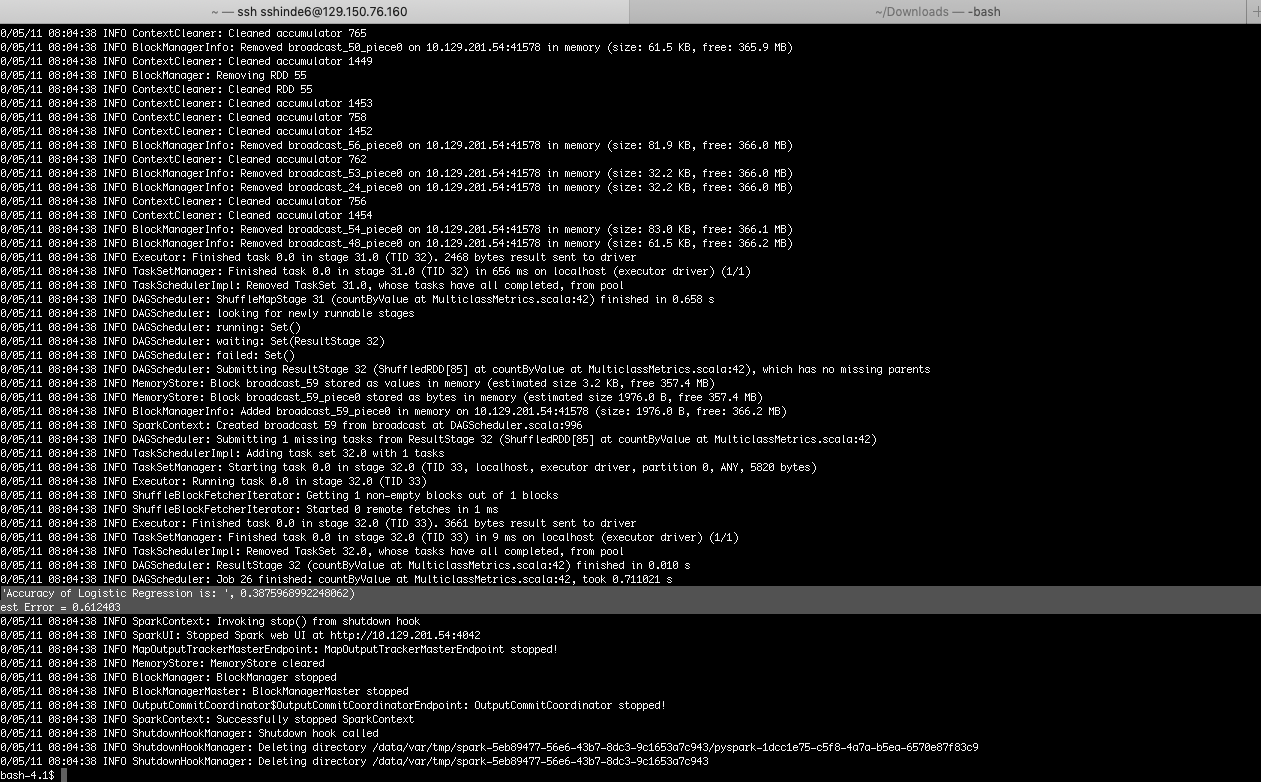 ~ — ssh sshinde6@129.150.76.160
~/Downloads — -bash
0/05/11 08:04:38 INFO ContextCleaner: Cleaned accumulator 765
0/05/11 08:04:38 INFO BlockManagerInfo: Removed broadcast_50_piece0 on 10.129.201.54:41578 in memory (size: 61.5 KB, free: 365.9 MB)
0/05/11 08:04:38 INFO ContextCleaner: Cleaned accumulator 1449
0/05/11 08:04:38 INFO BlockManager: Removing RDD 55
0/05/11 08:04:38 INFO ContextCleaner: Cleaned RDD 55
0/05/11 08:04:38 INFO ContextCleaner: Cleaned accumulator 1453
0/05/11 08:04:38 INFO ContextCleaner: Cleaned accumulator 758
0/05/11 08:04:38 INFO ContextCleaner: Cleaned accumulator 1452
0/05/11 08:04:38 INFO BlockManagerInfo: Removed broadcast_56_piece0 on 10.129.201.54:41578 in memory (size: 81.9 KB, free: 366.0 MB)
0/05/11 08:04:38 INFO ContextCleaner: Cleaned accumulator 762
0/05/11 08:04:38 INFO BlockManagerInfo: Removed broadcast_53_piece0 on 10.129.201.54:41578 in memory (size: 32.2 KB, free: 366.0 MB)
0/05/11 08:04:38 INFO BlockManagerInfo: Removed broadcast_24_piece0 on 10.129.201.54:41578 in memory (size: 32.2 KB, free: 366.0 MB)
0/05/11 08:04:38 INFO ContextCleaner: Cleaned accumulator 756
0/05/11 08:04:38 INFO ContextCleaner: Cleaned accumulator 1454
0/05/11 08:04:38 INFO BlockManagerInfo: Removed broadcast_54_piece0 on 10.129.201.54:41578 in memory (size: 83.0 KB, free: 366.1 MB)
0/05/11 08:04:38 INFO BlockManagerInfo: Removed broadcast_48_piece0 on 10.129.201.54:41578 in memory (size: 61.5 KB, free: 366.2 MB)
0/05/11 08:04:38 INFO Executor: Finished task 0.0 in stage 31.0 (TID 32). 2468 bytes result sent to driver
0/05/11 08:04:38 INFO TaskSetManager: Finished task 0.0 in stage 31.0 (TID 32) in 656 ms on localhost (executor driver) (1/1)
0/05/11 08:04:38 INFO TaskSchedulerImpl: Removed TaskSet 31.0, whose tasks have all completed, from pool
0/05/11 08:04:38 INFO DAGScheduler: ShuffleMapStage 31 (countByValue at MulticlassMetrics.scala:42) finished in 0.658 s
0/05/11 08:04:38 INFO DAGScheduler: looking for newly runnable stages
0/05/11 08:04:38 INFO DAGScheduler: running: Set()
0/05/11 08:04:38 INFO DAGScheduler: waiting: Set(ResultStage 32)
0/05/11 08:04:38 INFO DAGScheduler: failed: Set()
0/05/11 08:04:38 INFO DAGScheduler: Submitting ResultStage 32 (ShuffledRDD[85] at countByValue at MulticlassMetrics.scala:42), which has no missing parents
0/05/11 08:04:38 INFO MemoryStore: Block broadcast_59 stored as values in memory (estimated size 3.2 KB, free 357.4 MB)
0/05/11 08:04:38 INFO MemoryStore: Block broadcast_59_piece0 stored as bytes in memory (estimated size 1976.0 B, free 357.4 MB)
0/05/11 08:04:38 INFO BlockManagerInfo: Added broadcast_59_piece0 in memory on 10.129.201.54:41578 (size: 1976.0 B, free: 366.2 MB)
0/05/11 08:04:38 INFO SparkContext: Created broadcast 59 from broadcast at DAGScheduler.scala:996
0/05/11 08:04:38 INFO DAGScheduler: Submitting 1 missing tasks from ResultStage 32 (ShuffledRDD[85] at countByValue at MulticlassMetrics.scala:42)
0/05/11 08:04:38 INFO TaskSchedulerImpl: Adding task set 32.0 with 1 tasks
0/05/11 08:04:38 INFO TaskSetManager: Starting task 0.0 in stage 32.0 (TID 33, localhost, executor driver, partition 0, ANY, 5820 bytes)
0/05/11 08:04:38 INFO Executor: Running task 0.0 in stage 32.0 (TID 33)
0/05/11 08:04:38 INFO ShuffleBlockFetcherIterator: Getting 1 non-empty blocks out of 1 blocks
0/05/11 08:04:38 INFO ShuffleBlockFetcherIterator: Started 0 remote fetches in 1 ms
0/05/11 08:04:38 INFO Executor: Finished task 0.0 in stage 32.0 (TID 33). 3661 bytes result sent to driver
0/05/11 08:04:38 INFO TaskSetManager: Finished task 0.0 in stage 32.0 (TID 33) in 9 ms on localhost (executor driver) (1/1)
0/05/11 08:04:38 INFO TaskSchedulerImpl: Removed TaskSet 32.0, whose tasks have all completed, from pool
0/05/11 08:04:38 INFO DAGScheduler: ResultStage 32 (countByValue at MulticlassMetrics.scala:42) finished in 0.010 s
0/05/11 08:04:38 INFO DAGScheduler: Job 26 finished: countByValue at MulticlassMetrics.scala:42, took 0.711021 s
'Accuracy of Logistic Regression is: ', 0.3875968992248062)
est Error = 0.612403
0/05/11 08:04:38 INFO SparkContext: Invoking stop() from shutdown hook
0/05/11 08:04:38 INFO SparkUI: Stopped Spark web UI at http://10.129.201.54:4042
0/05/11 08:04:38 INFO MapOutputTrackerMasterEndpoint: MapOutputTrackerMasterEndpoint stopped!
0/05/11 08:04:38 INFO MemoryStore: MemoryStore cleared
0/05/11 08:04:38 INFO BlockManager: BlockManager stopped
0/05/11 08:04:38 INFO BlockManagerMaster: BlockManagerMaster stopped
0/05/11 08:04:38 INFO OutputCommitCoordinator$OutputCommitCoordinatorEndpoint: OutputCommitCoordinator stopped!
0/05/11 08:04:38 INFO SparkContext: Successfully stopped SparkContext
0/05/11 08:04:38 INFO ShutdownHookManager: Shutdown hook called
0/05/11 08:04:38 INFO ShutdownHookManager: Deleting directory /data/var/tmp/spark-5eb89477-56e6-43b7-8dc3-9c1653a7c943/pyspark-1dcc1e75-c5f8-4a7a-b5ea-6570e87f83c9
0/05/11 08:04:38 INFO ShutdownHookManager: Deleting directory /data/var/tmp/spark-5eb89477-56e6-43b7-8dc3-9c1653a7c943
bash-4.1$